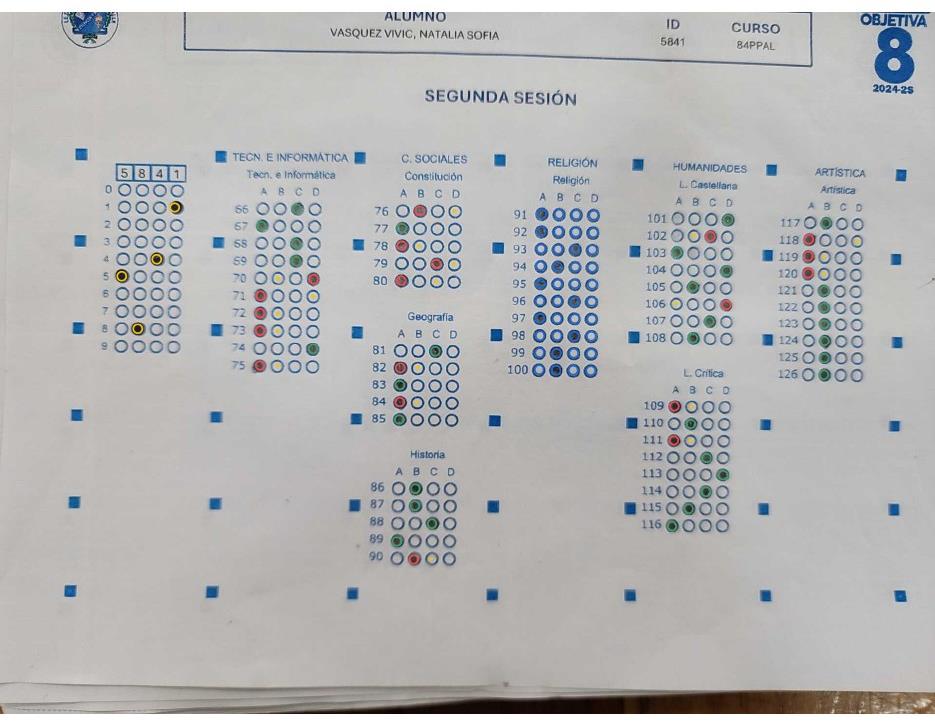 ALUMNO
VASQUEZ VIVIC, NATALIA SOFIA
ID
5841
CURSO
84PPAL
OBJETIVA
8
2024-2S
SEGUNDA SESIÓN
5 8 4 1
0
1
2
3
4
5
6
7
8
9
TECN. E INFORMÁTICA
Tecn. e Informática
A B C D
66
67
68
69
70
71
72
73
74
75
C. SOCIALES
Constitución
A B C D
76
77
78
79
80
Geografía
81
82
83
84
85
Historia
A B C D
86
87
88
89
90
RELIGIÓN
Religión
A B C D
91
92
93
94
95
96
97
98
99
100
HUMANIDADES
L. Castellana
A B C D
101
102
103
104
105
106
107
108
L. Crítica
A B C D
109
110
111
112
113
114
115
116
ARTÍSTICA
Artística
A B C D
117
118
119
120
121
122
123
124
125
126